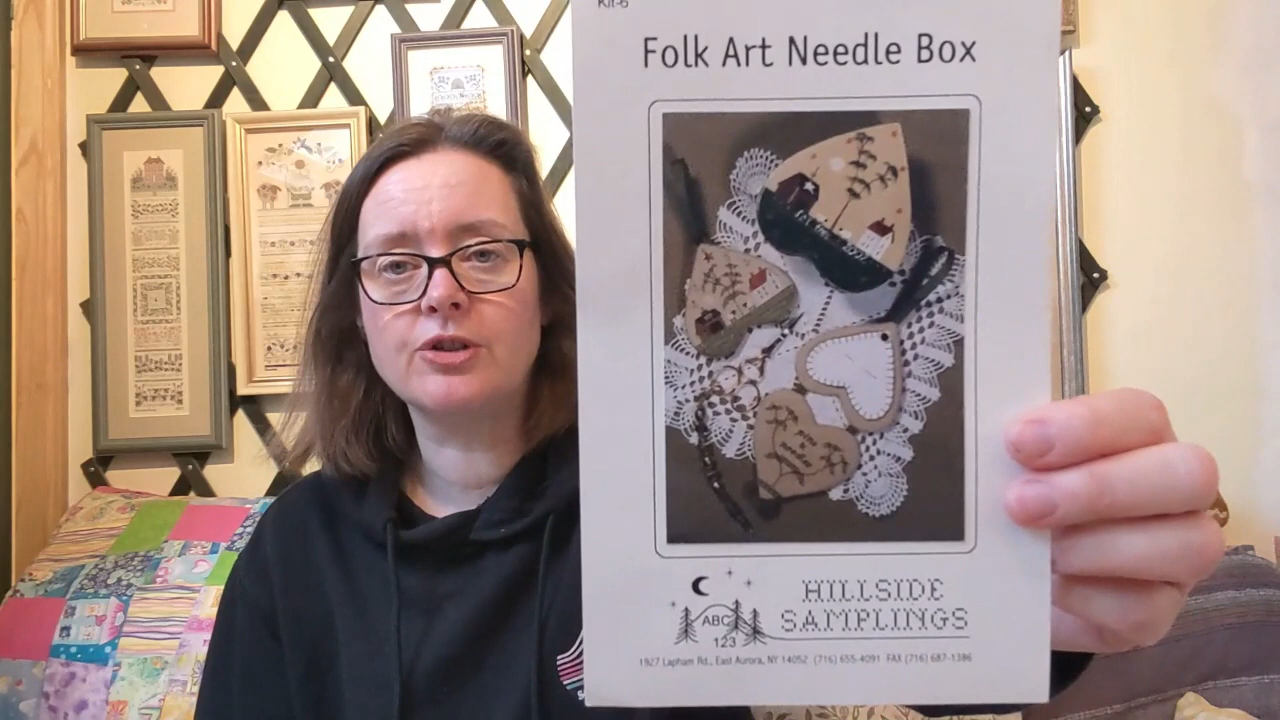 Kit-6
Folk Art Needle Box
HILLSIDE
SAMPLINGS
ABC
123
1927 Lapham Rd., East Aurora, NY 14052 (716) 655-4091 FAX (716) 687-1386